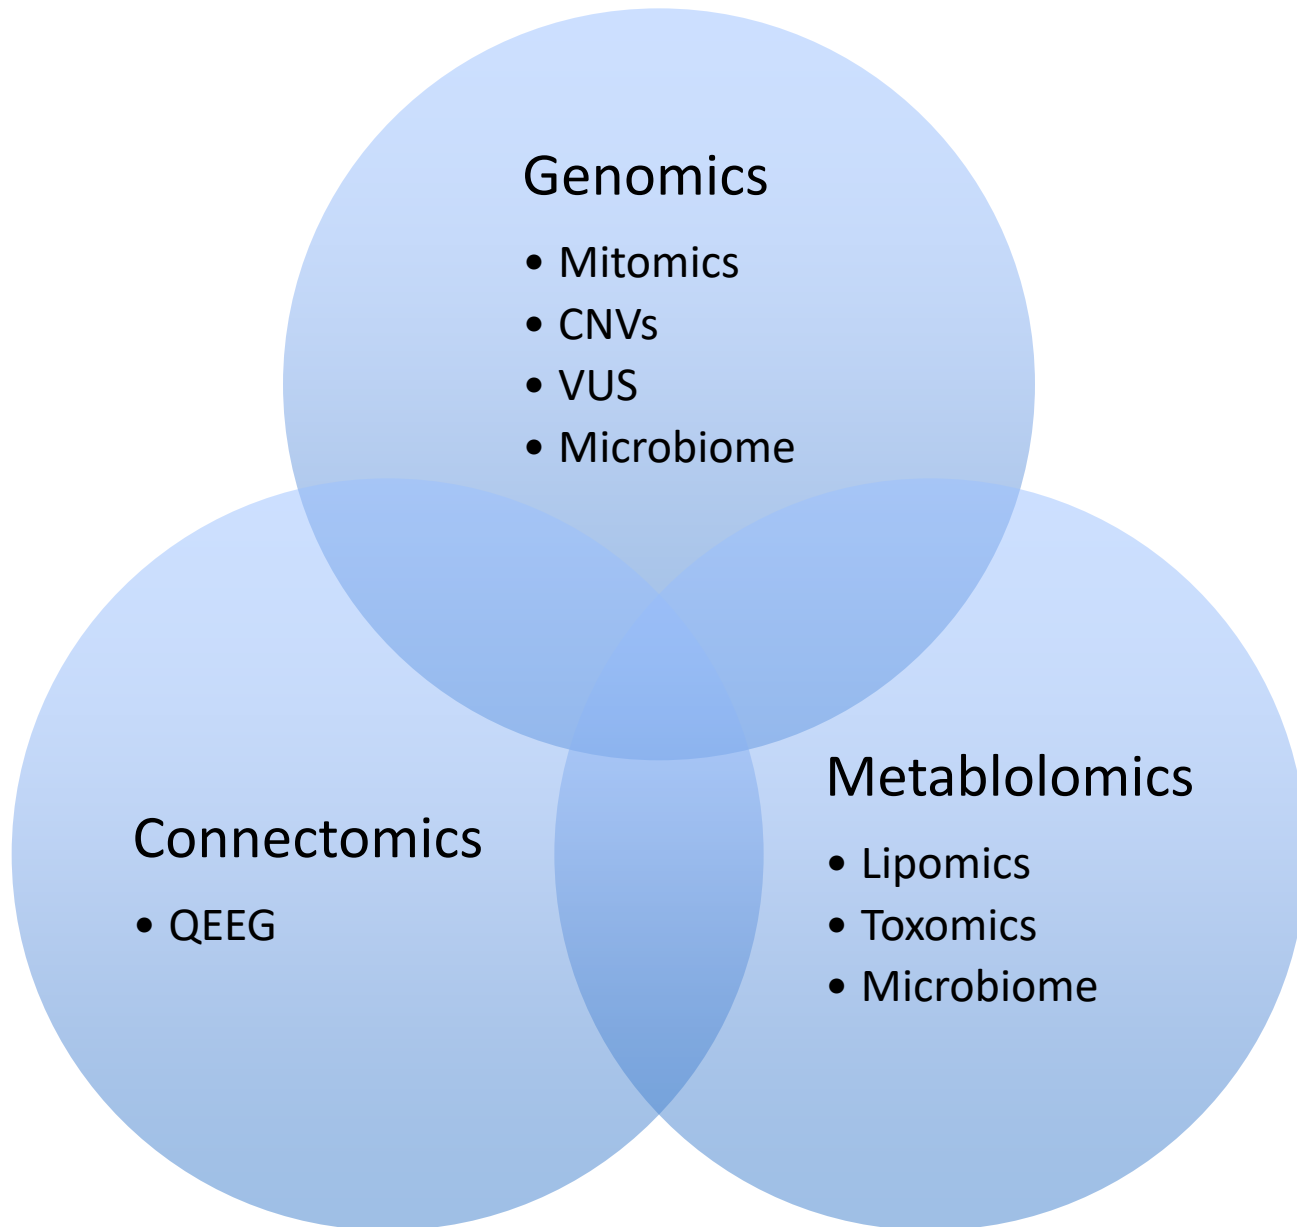 Genomics
• Mitomics
• CNVs
• VUS
• Microbiome
Connectomics
• QEEG
Metablolomics
• Lipomics
• Toxomics
• Microbiome